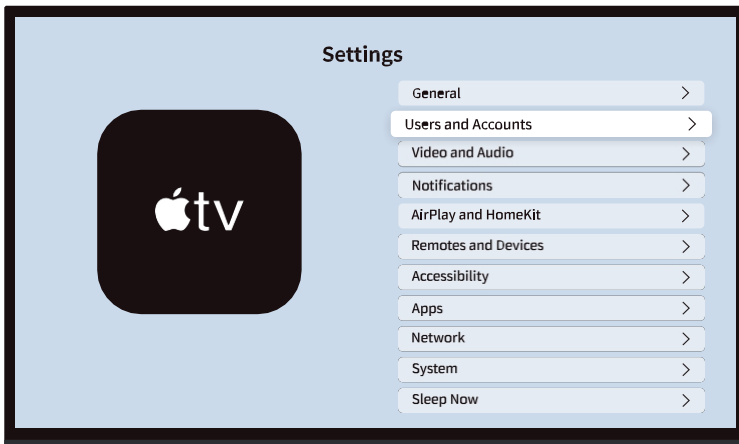 Settings
General
Users and Accounts
tv
Video and Audio
Notifications
AirPlay and HomeKit
Remotes and Devices
Accessibility
Apps
Network
System
Sleep Now